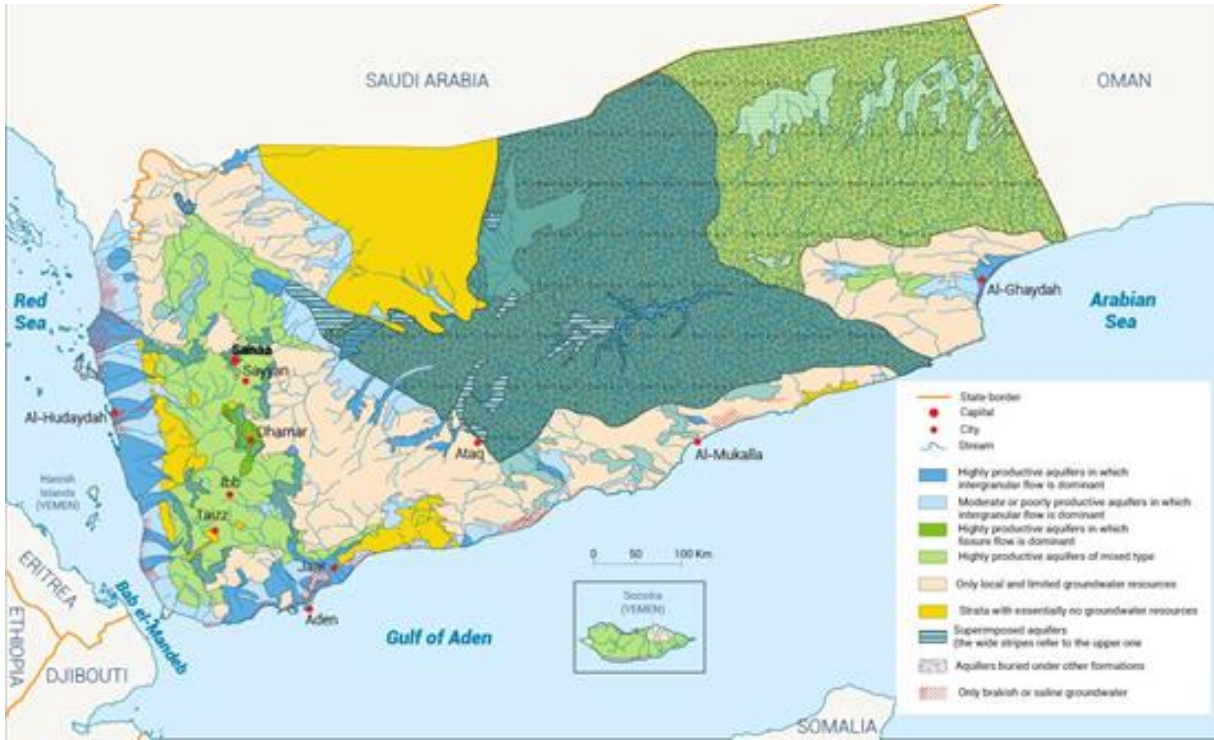 SAUDI ARABIA
OMAN
Red
Sea
Al-Ghaydah
Arabian
Sea
Sanaa
Sayyan
Al-Hudaydah
Dhamar
Ataq
Al-Mukalla
Hanish
Islands
(YEMEN)
Ibb
Taizz
Jaar
Aden
ERITREA
ETHIOPIA
Bab el-Mandeb
DJIBOUTI
Gulf of Aden
0 50 100 Km
Socotra
(YEMEN)
SOMALIA
State border
Capital
City
Stream
Highly productive aquifers in which
intergranular flow is dominant
Moderate or poorly productive aquifers in which
intergranular flow is dominant
Highly productive aquifers in which
fissure flow is dominant
Highly productive aquifers of mixed type
Only local and limited groundwater resources
Strata with essentially no groundwater resources
Superimposed aquifers
(the wide stripes refer to the upper one
Aquifers buried under other formations
Only brakish or saline groundwater